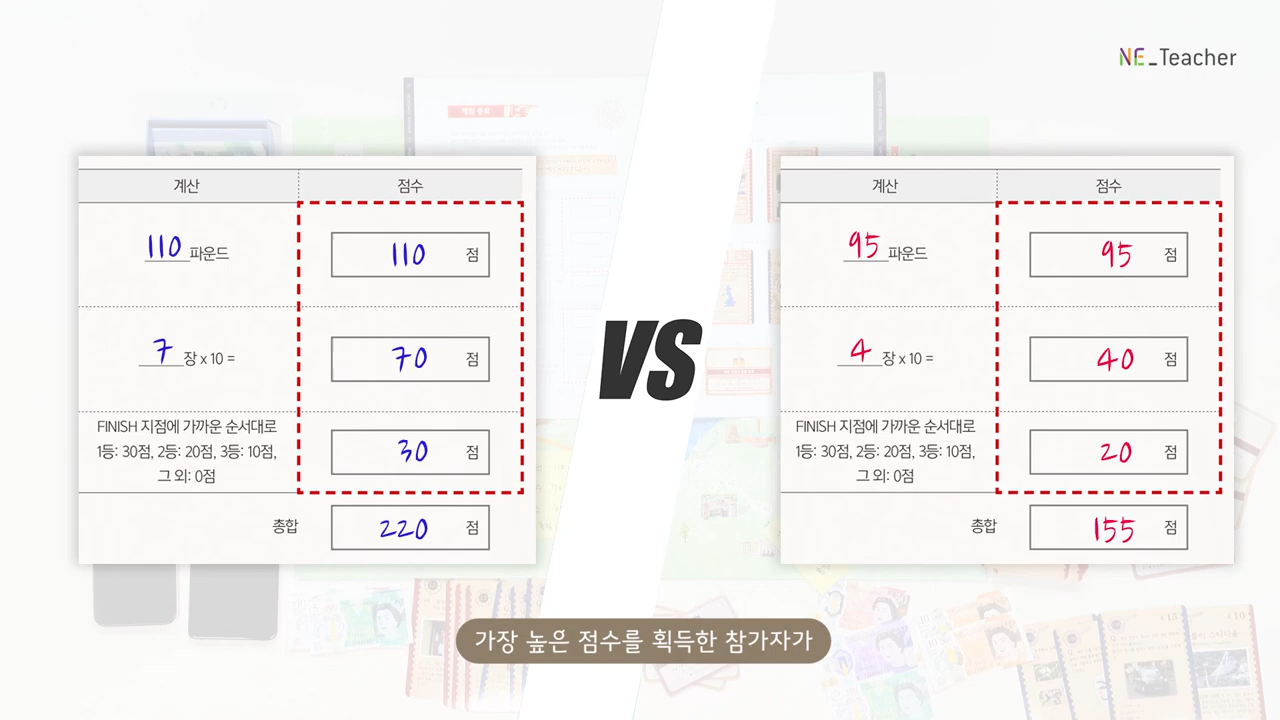 NE_Teacher
계산 점수
110 파운드 110 점
7 장 x 10 = 70 점
FINISH 지점에 가까운 순서대로
1등: 30점, 2등: 20점, 3등: 10점,
그 외: 0점
30 점
총합 220 점
VS
계산 점수
95 파운드 95 점
4 장 x 10 = 40 점
FINISH 지점에 가까운 순서대로
1등: 30점, 2등: 20점, 3등: 10점,
그 외: 0점
20 점
총합 155 점
가장 높은 점수를 획득한 참가자가